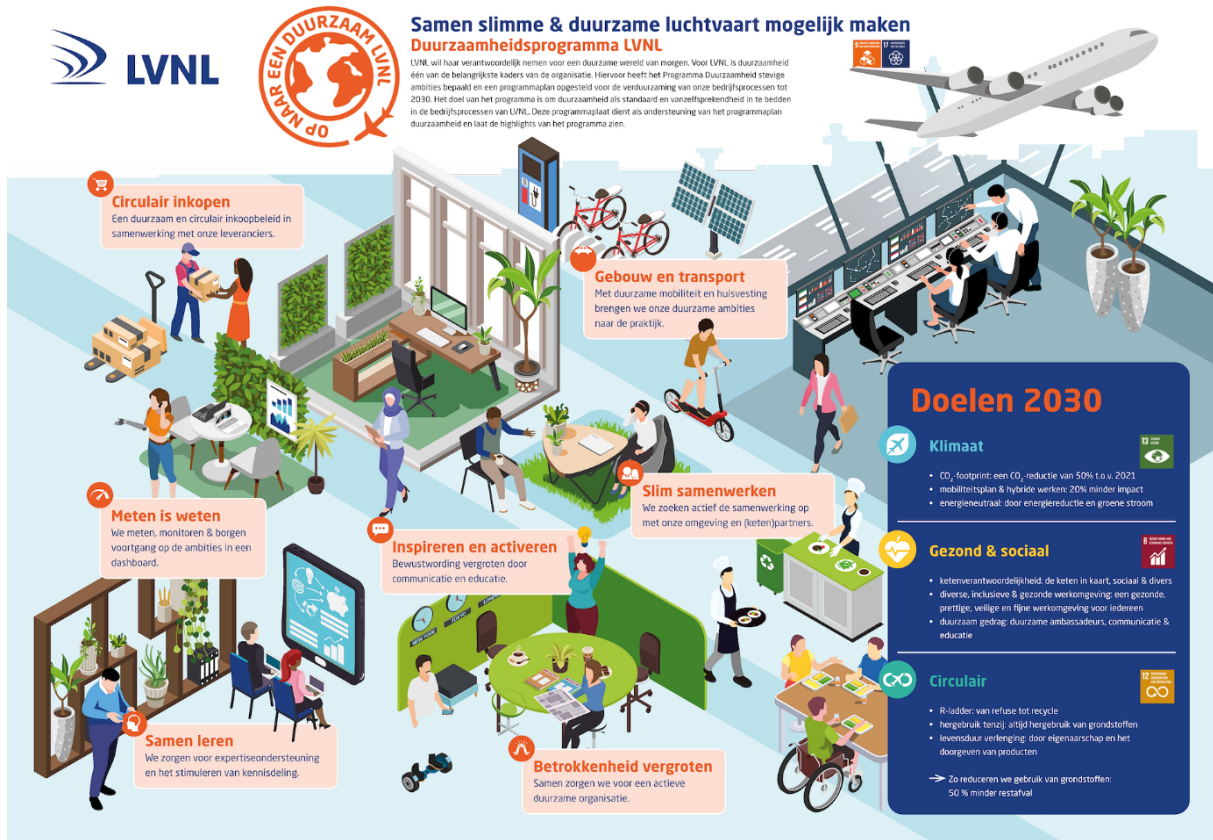 LVNL
OP NAAR EEN DUURZAAM LVNL
Samen slimme & duurzame luchtvaart mogelijk maken
Duurzaamheidsprogramma LVNL
LVNL wil haar verantwoordelijk nemen voor een duurzame wereld van morgen. Voor LVNL is duurzaamheid
één van de belangrijkste kaders van de organisatie. Hiervoor heeft het Programma Duurzaamheid stevige
ambities bepaald en een programmaplan opgesteld voor de verduurzaming van onze bedrijfsprocessen tot
2030. Het doel van het programma is om duurzaamheid als standaard en vanzelfsprekendheid in te bedden
in de bedrijfsprocessen van LVNL. Deze programmaplaat dient als ondersteuning van het programmaplan
duurzaamheid en laat de highlights van het programma zien.
9
17
Circulair inkopen
Een duurzaam en circulair inkoopbeleid in
samenwerking met onze leveranciers.
Gebouw en transport
Met duurzame mobiliteit en huisvesting
brengen we onze duurzame ambities
naar de praktijk.
Slim samenwerken
We zoeken actief de samenwerking op
met onze omgeving en (keten)partners.
Meten is weten
We meten, monitoren & borgen
voortgang op de ambities in een
dashboard.
Inspireren en activeren
Bewustwording vergroten door
communicatie en educatie.
NEW YORK
TOKYO
LONDON
Samen leren
We zorgen voor expertiseondersteuning
en het stimuleren van kennisdeling.
Betrokkenheid vergroten
Samen zorgen we voor een actieve
duurzame organisatie.
Doelen 2030
Klimaat
13
• CO₂-footprint: een CO₂-reductie van 50% t.o.v. 2021
• mobiliteitsplan & hybride werken: 20% minder impact
• energieneutraal: door energiereductie en groene stroom
Gezond & sociaal
8
• ketenverantwoordelijkheid: de keten in kaart, sociaal & divers
• diverse, inclusieve & gezonde werkomgeving: een gezonde,
prettige, veilige en fijne werkomgeving voor iedereen
• duurzaam gedrag: duurzame ambassadeurs, communicatie &
educatie
Circulair
12
• R-ladder: van refuse tot recycle
• hergebruik tenzij: altijd hergebruik van grondstoffen
• levensduur verlenging: door eigenaarschap en het
doorgeven van producten
→ Zo reduceren we gebruik van grondstoffen:
50 % minder restafval